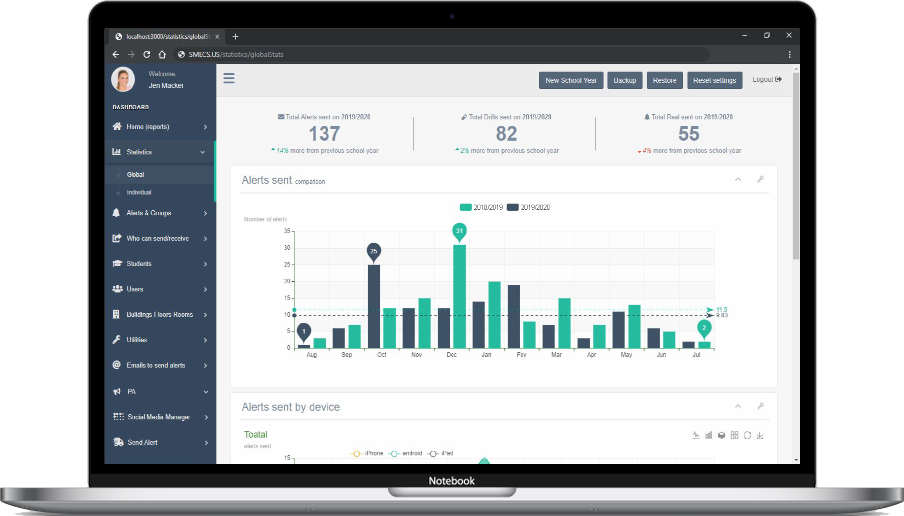 localhost:3000/statistics/globalS
SMECS.US/statistics/globalStats
Welcome,
Jen Mackei
New School Year
Backup
Restore
Reset settings
Logout
DASHBOARD
Home (reports)
Statistics
Global
Individual
Alerts & Groups
Who can send/receive
Students
Users
Buildings Floors Rooms
Utilities
Emails to send alerts
PA
Social Media Manager
Send Alert
Total Alerts sent on 2019/2020
137
14% more from previous school year
Total Drills sent on 2019/2020
82
2% more from previous school year
Total Real sent on 2019/2020
55
4% more from previous school year
Alerts sent comparison
2018/2019 2019/2020
Number of alerts
35
30
25
20
15
10
5
0
1
25
31
2
11.5
9.83
Aug Sep Oct Nov Dec Jan Fev Mar Apr May Jun Jul
Alerts sent by device
Toatal
alerts sent
iPhone android iPad
15
Notebook